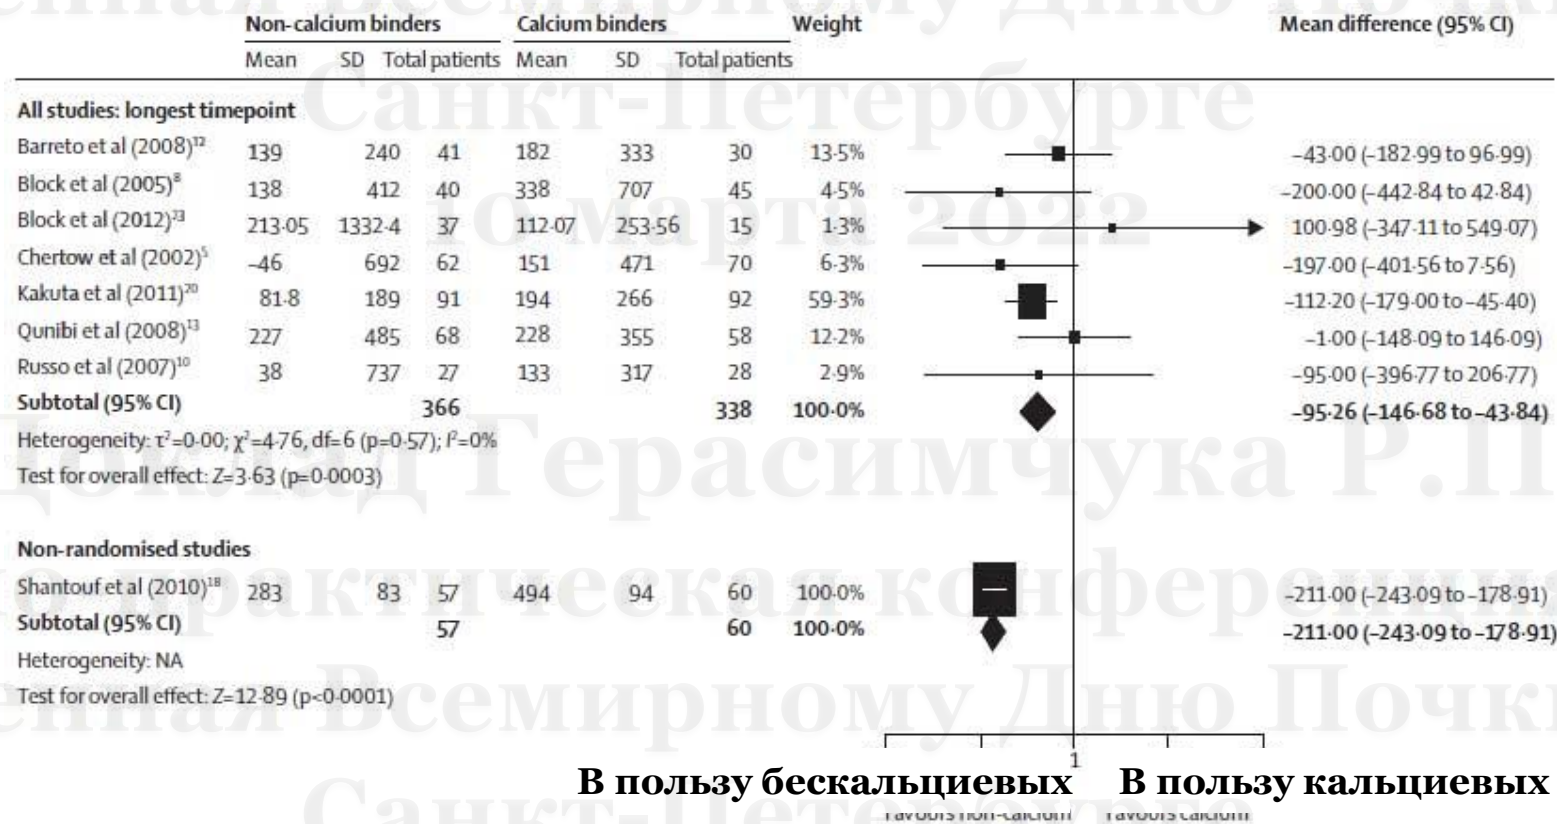 Non-calcium binders Calcium binders Weight Mean difference (95% CI)
Mean SD Total patients Mean SD Total patients
All studies: longest timepoint
Barreto et al (2008)¹² 139 240 41 182 333 30 13·5% –43·00 (–182·99 to 96·99)
Block et al (2005)⁸ 138 412 40 338 707 45 4·5% –200·00 (–442·84 to 42·84)
Block et al (2012)²³ 213·05 1332·4 37 112·07 253·56 15 1·3% 100·98 (–347·11 to 549·07)
Chertow et al (2002)⁵ –46 692 62 151 471 70 6·3% –197·00 (–401·56 to 7·56)
Kakuta et al (2011)²⁰ 81·8 189 91 194 266 92 59·3% –112·20 (–179·00 to –45·40)
Qunibi et al (2008)¹³ 227 485 68 228 355 58 12·2% –1·00 (–148·09 to 146·09)
Russo et al (2007)¹⁰ 38 737 27 133 317 28 2·9% –95·00 (–396·77 to 206·77)
Subtotal (95% CI) 366 338 100·0% –95·26 (–146·68 to –43·84)
Heterogeneity: τ²=0·00; χ²=4·76, df=6 (p=0·57); I²=0%
Test for overall effect: Z=3·63 (p=0·0003)
Non-randomised studies
Shantouf et al (2010)¹⁸ 283 83 57 494 94 60 100·0% –211·00 (–243·09 to –178·91)
Subtotal (95% CI) 57 60 100·0% –211·00 (–243·09 to –178·91)
Heterogeneity: NA
Test for overall effect: Z=12·89 (p<0·0001)
1
В пользу бескальциевых В пользу кальциевых
Favours non-calcium Favours calcium
Санкт-Петербурге
10 марта 2022
Доклад Герасимчука Р.П
практическая конферен
Всемирному Дню Почки
Санкт-Петербурге